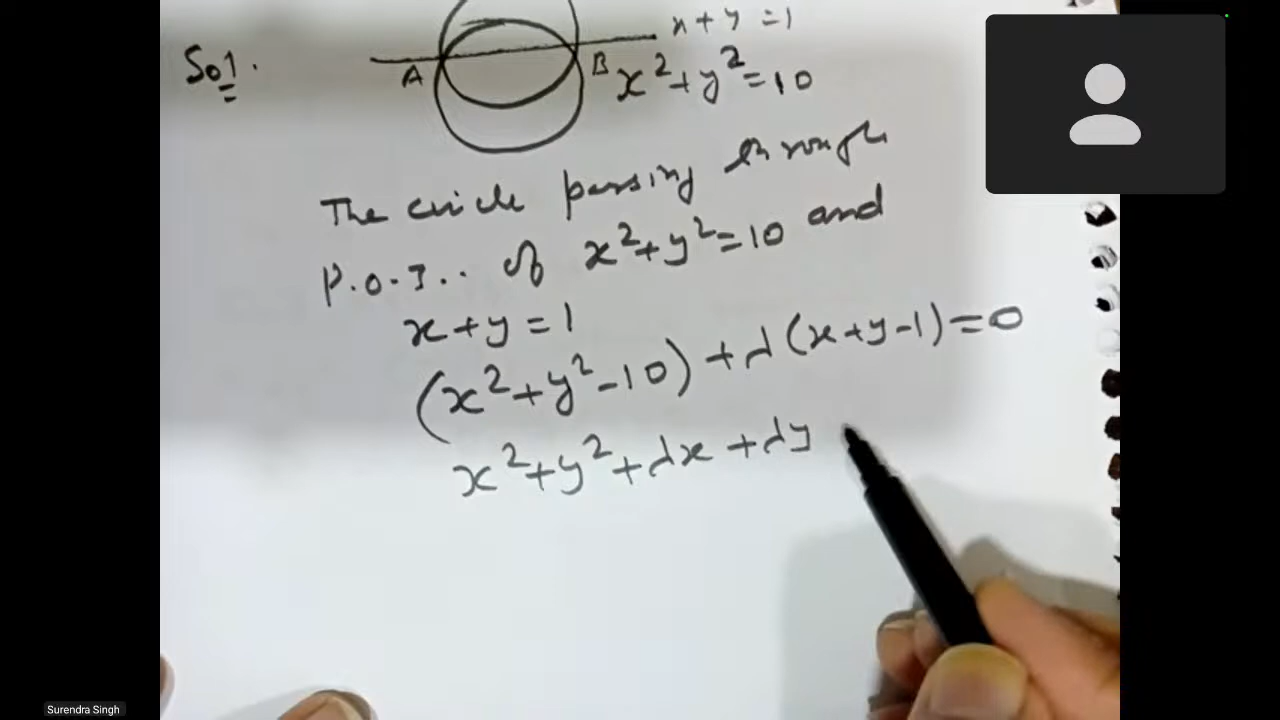 Sol.
x + y = 1
A
B
x² + y² = 10
The circle passing through
P.O.I.. of x² + y² = 10 and
x + y = 1
(x² + y² - 10) + λ(x + y - 1) = 0
x² + y² + λx + λy
Surendra Singh